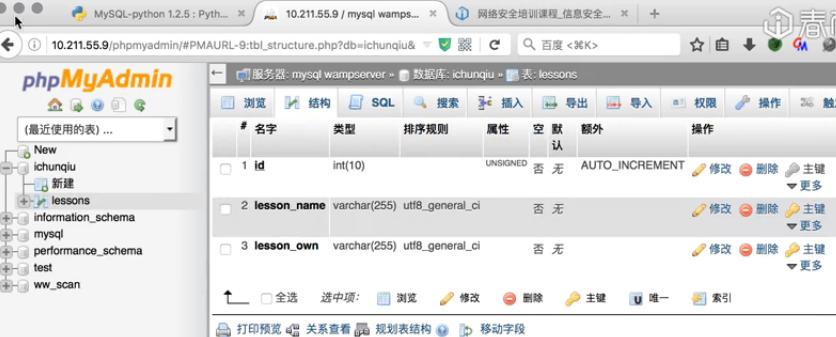 MySQL-python 1.2.5 : Pyth...
10.211.55.9 / mysql wampse...
网络安全培训课程_信息安全...
10.211.55.9/phpmyadmin/#PMAURL-9:tbl_structure.php?db=ichunqiu&
百度 <⌘K>
phpMyAdmin
服务器: mysql wampserver » 数据库: ichunqiu » 表: lessons
浏览 结构 SQL 搜索 插入 导出 导入 权限 操作
(最近使用的表) ...
New
ichunqiu
新建
lessons
information_schema
mysql
performance_schema
test
ww_scan
# 名字 类型 排序规则 属性 空 默认 额外 操作
1 id int(10) UNSIGNED 否 无 AUTO_INCREMENT 修改 删除 主键
更多
2 lesson_name varchar(255) utf8_general_ci 否 无 修改 删除 主键
更多
3 lesson_own varchar(255) utf8_general_ci 否 无 修改 删除 主键
更多
全选 选中项: 浏览 修改 删除 主键 唯一 索引
打印预览 关系查看 规划表结构 移动字段